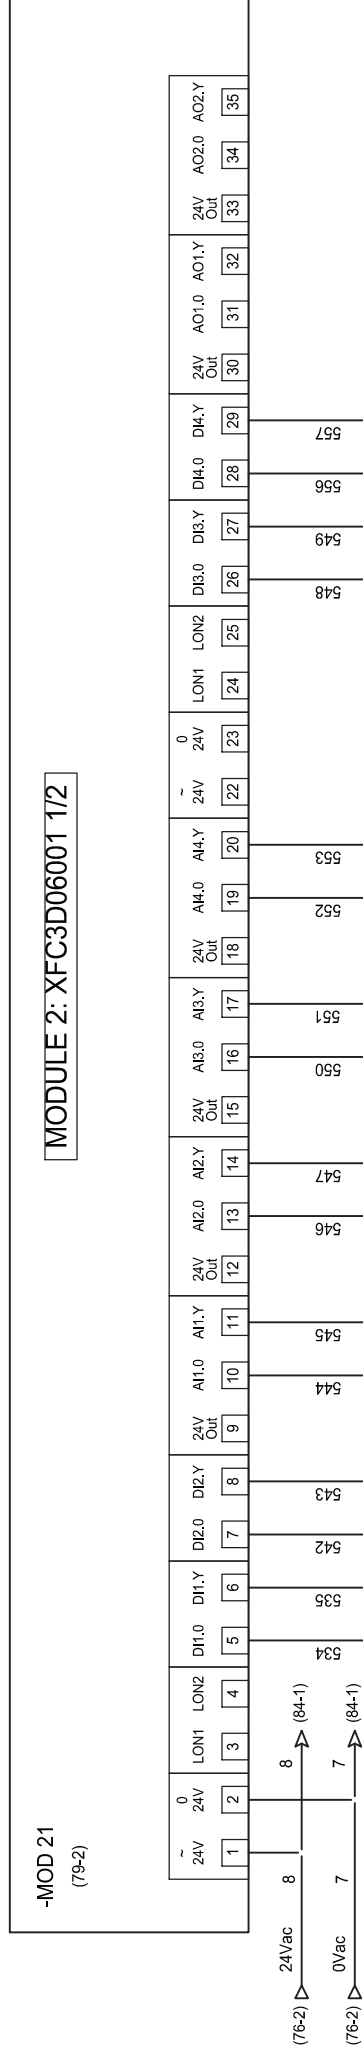 MODULE 2: XFC3D06001 1/2
-MOD 21
(79-2)
~ 24V 1
0 24V 2
LON1 3
LON2 4
DI1.0 5
DI1.Y 6
DI2.0 7
DI2.Y 8
24V Out 9
AI1.0 10
AI1.Y 11
24V Out 12
AI2.0 13
AI2.Y 14
24V Out 15
AI3.0 16
AI3.Y 17
24V Out 18
AI4.0 19
AI4.Y 20
~ 24V 22
0 24V 23
LON1 24
LON2 25
DI3.0 26
DI3.Y 27
DI4.0 28
DI4.Y 29
24V Out 30
AO1.0 31
AO1.Y 32
24V Out 33
AO2.0 34
AO2.Y 35
534
535
542
543
544
545
546
547
550
551
552
553
548
549
556
557
(76-2) 24Vac 8 8 (84-1)
(76-2) 0Vac 7 7 (84-1)